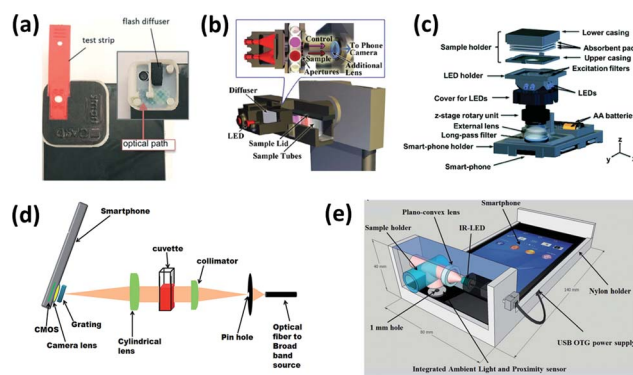 (a)
flash diffuser
test strip
optical path
(b)
Control
To Phone
Camera
Sample
Additional
Lens
Apertures
Diffuser
LED
Sample Lid
Sample Tubes
(c)
Lower casing
Sample holder
Absorbent pad
Upper casing
Excitation filters
LED holder
LEDs
Cover for LEDs
z-stage rotary unit
AA batteries
External lens
Long-pass filter
Smart-phone holder
Smart-phone
z
y
(d)
Smartphone
cuvette
collimator
CMOS
Grating
Camera lens
Cylindrical
lens
Pin hole
Optical fiber to
Broad band
source
(e)
Smartphone
Plano-convex lens
IR-LED
Sample holder
1 mm hole
Nylon holder
USB OTG power supply
Integrated Ambient Light and Proximity sensor